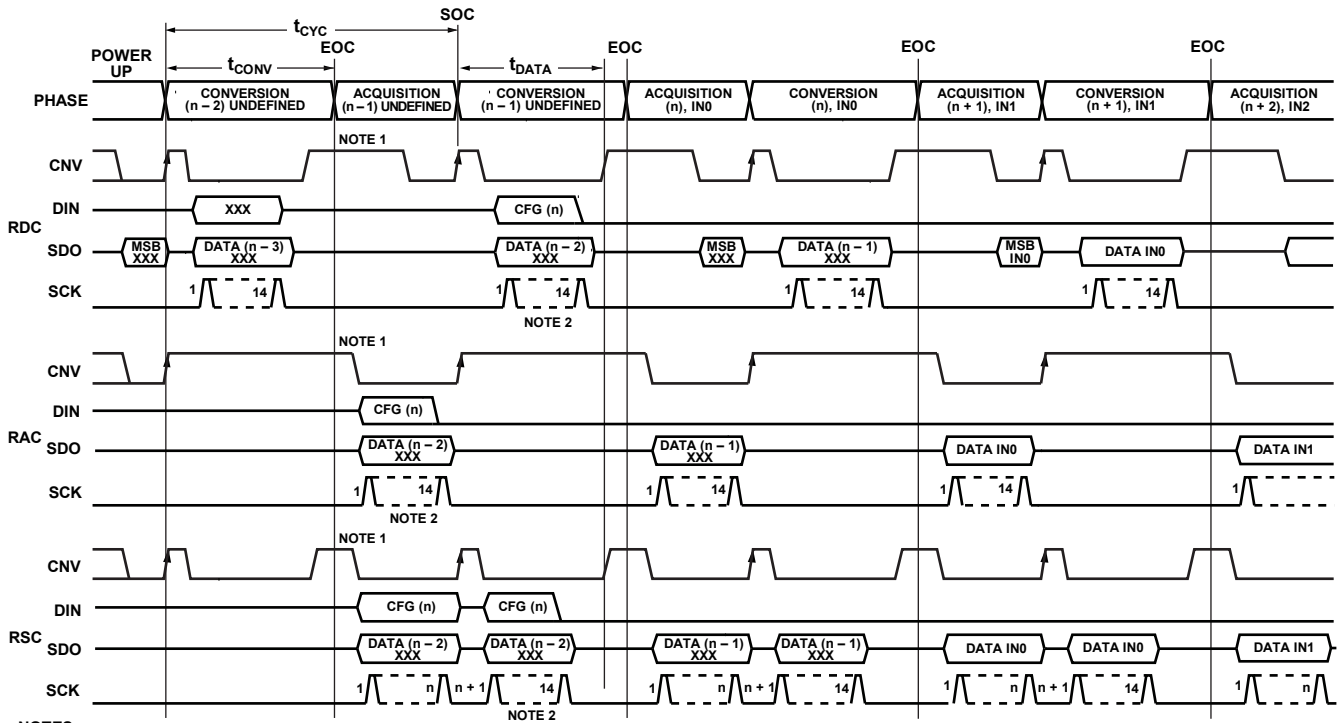 SOC
tCYC
POWER
UP
EOC
EOC
EOC
EOC
tCONV
tDATA
PHASE
CONVERSION
(n – 2) UNDEFINED
ACQUISITION
(n – 1) UNDEFINED
CONVERSION
(n – 1) UNDEFINED
ACQUISITION
(n), IN0
CONVERSION
(n), IN0
ACQUISITION
(n + 1), IN1
CONVERSION
(n + 1), IN1
ACQUISITION
(n + 2), IN2
NOTE 1
CNV
RDC
DIN
XXX
CFG (n)
SDO
MSB
XXX
DATA (n – 3)
XXX
DATA (n – 2)
XXX
MSB
XXX
DATA (n – 1)
XXX
MSB
IN0
DATA IN0
SCK
1 14
1 14
1 14
1 14
NOTE 2
NOTE 1
CNV
RAC
DIN
CFG (n)
SDO
DATA (n – 2)
XXX
DATA (n – 1)
XXX
DATA IN0
DATA IN1
SCK
1 14
1 14
1 14
1
NOTE 2
NOTE 1
CNV
RSC
DIN
CFG (n)
CFG (n)
SDO
DATA (n – 2)
XXX
DATA (n – 2)
XXX
DATA (n – 1)
XXX
DATA (n – 1)
XXX
DATA IN0
DATA IN0
DATA IN1
SCK
1 n n + 1 14
1 n n + 1 14
1 n n + 1 14
1 n
NOTE 2